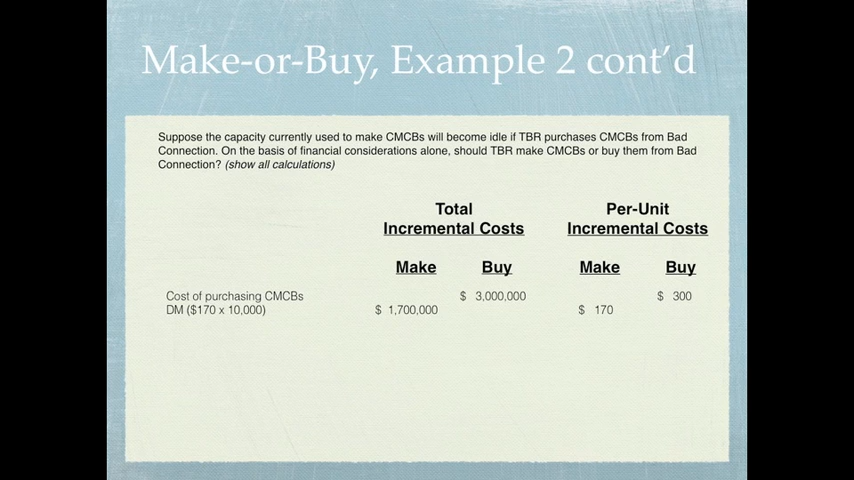 Make-or-Buy, Example 2 cont’d
Suppose the capacity currently used to make CMCBs will become idle if TBR purchases CMCBs from Bad
Connection. On the basis of financial considerations alone, should TBR make CMCBs or buy them from Bad
Connection? (show all calculations)
Total Per-Unit
Incremental Costs Incremental Costs
Make Buy Make Buy
Cost of purchasing CMCBs $ 3,000,000 $ 300
DM ($170 x 10,000) $ 1,700,000 $ 170